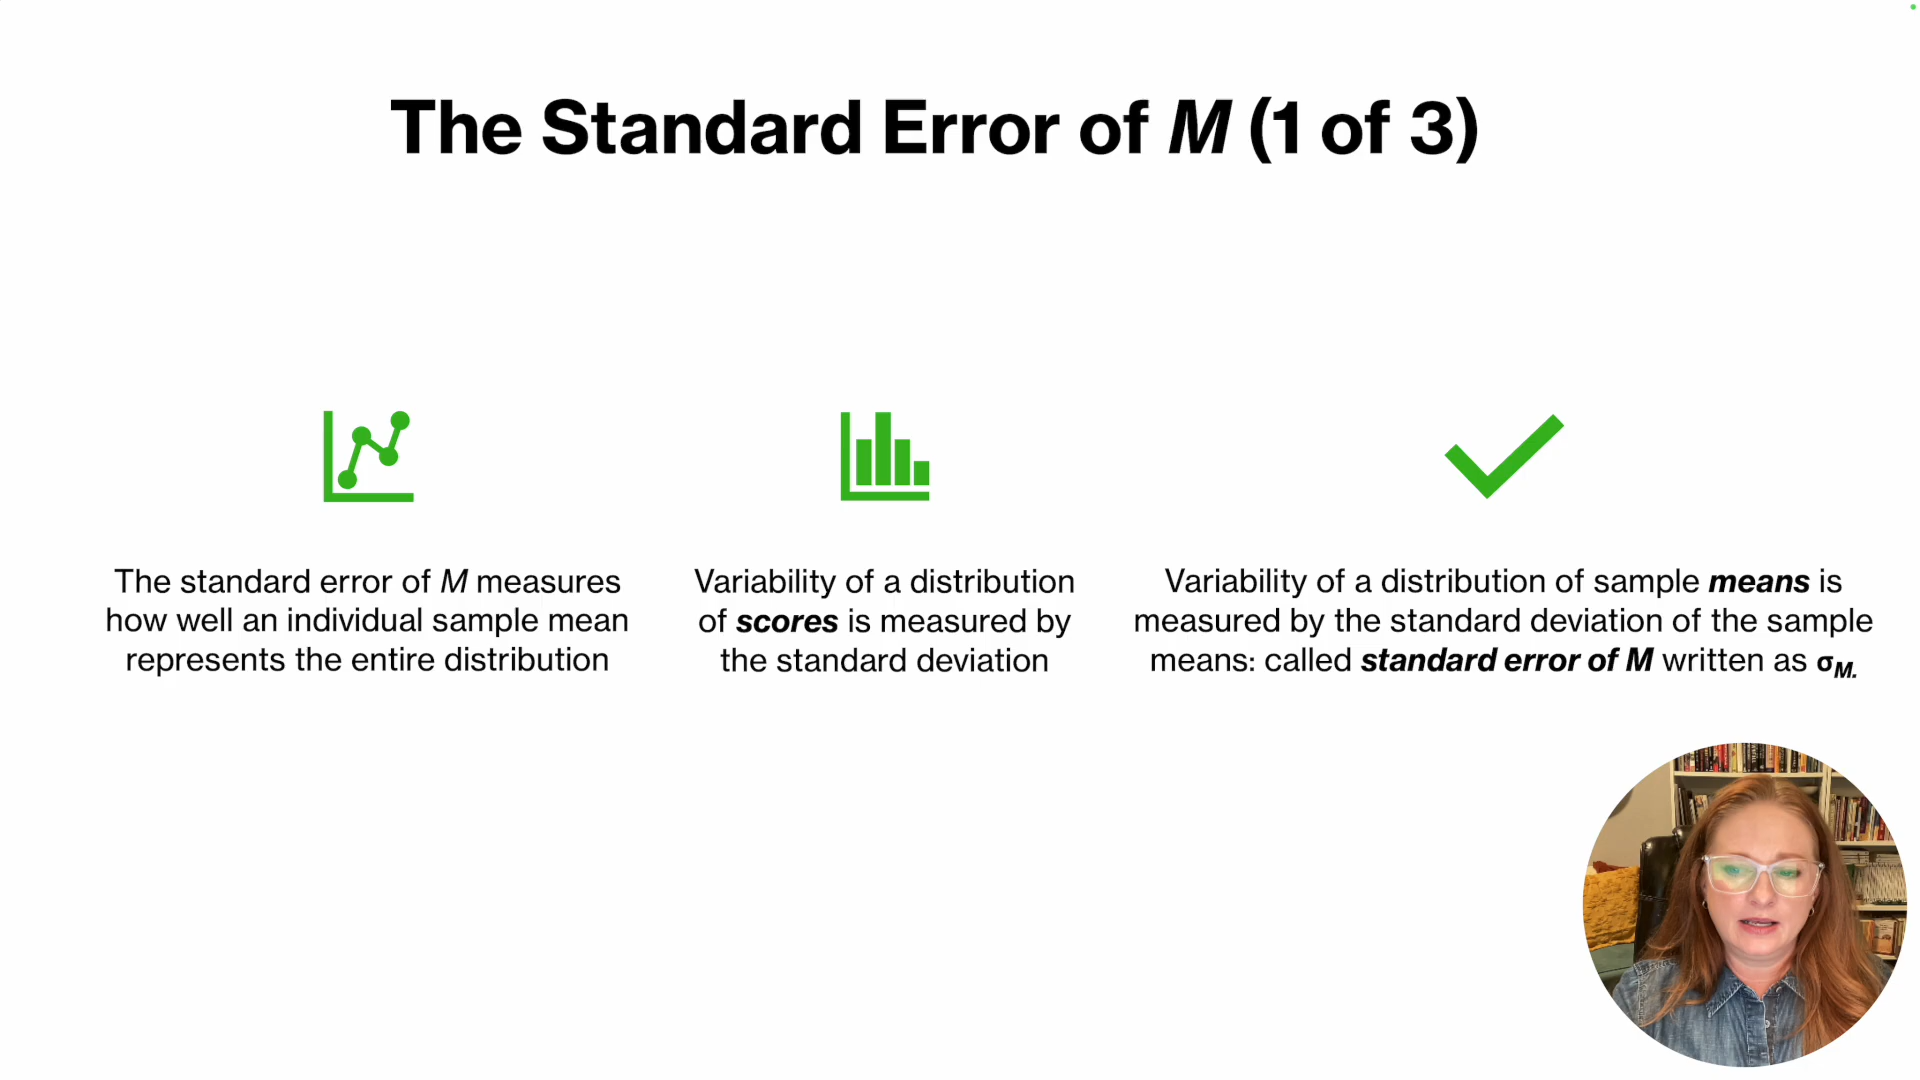 The Standard Error of M (1 of 3)
The standard error of M measures
how well an individual sample mean
represents the entire distribution
Variability of a distribution
of scores is measured by
the standard deviation
Variability of a distribution of sample means is
measured by the standard deviation of the sample
means: called standard error of M written as σM.